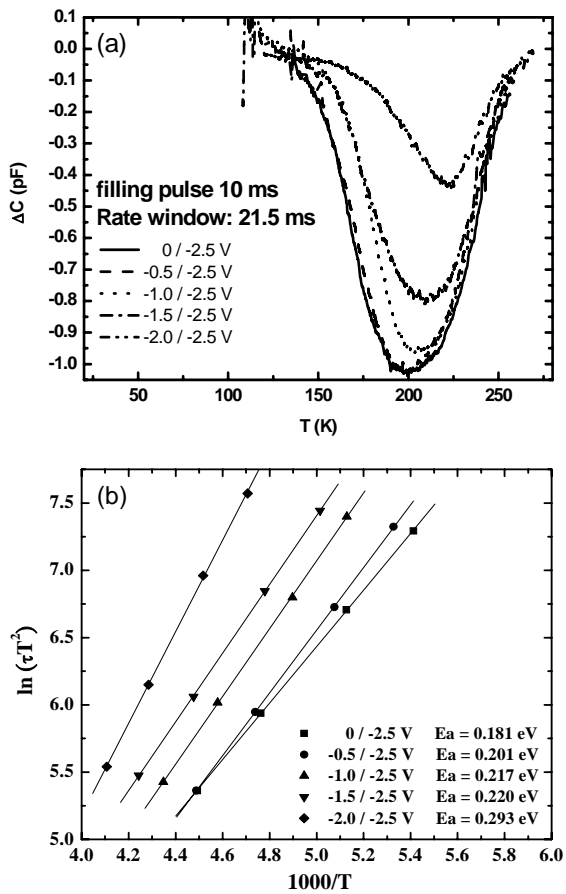 (a)
0.1
0.0
-0.1
-0.2
-0.3
-0.4
-0.5
-0.6
-0.7
-0.8
-0.9
-1.0
ΔC (pF)
filling pulse 10 ms
Rate window: 21.5 ms
0 / -2.5 V
-0.5 / -2.5 V
-1.0 / -2.5 V
-1.5 / -2.5 V
-2.0 / -2.5 V
50 100 150 200 250
T (K)
(b)
7.5
7.0
6.5
6.0
5.5
5.0
ln (τT²)
0 / -2.5 V Ea = 0.181 eV
-0.5 / -2.5 V Ea = 0.201 eV
-1.0 / -2.5 V Ea = 0.217 eV
-1.5 / -2.5 V Ea = 0.220 eV
-2.0 / -2.5 V Ea = 0.293 eV
4.0 4.2 4.4 4.6 4.8 5.0 5.2 5.4 5.6 5.8 6.0
1000/T